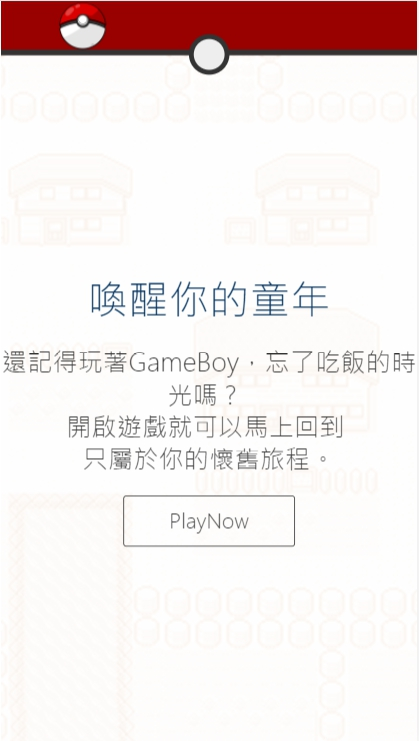 喚醒你的童年
還記得玩著GameBoy，忘了吃飯的時
光嗎？
開啟遊戲就可以馬上回到
只屬於你的懷舊旅程。
PlayNow